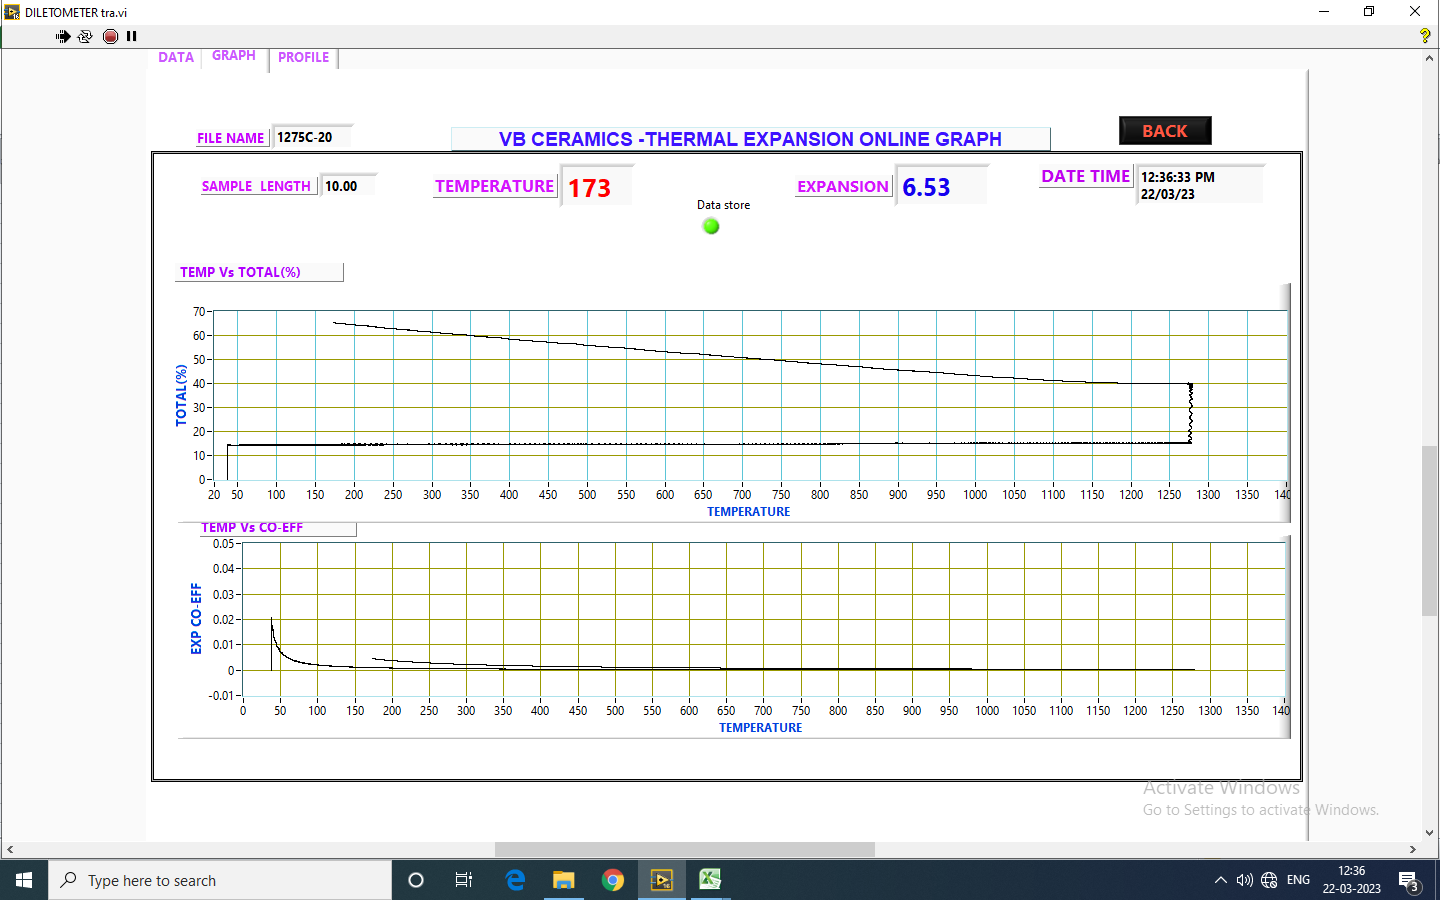 DILETOMETER tra.vi
DATA GRAPH PROFILE
FILE NAME 1275C-20
VB CERAMICS -THERMAL EXPANSION ONLINE GRAPH
BACK
SAMPLE LENGTH 10.00
TEMPERATURE 173
Data store
EXPANSION 6.53
DATE TIME 12:36:33 PM
22/03/23
TEMP Vs TOTAL(%)
70
60
50
40
30
20
10
0
TOTAL(%)
20 50 100 150 200 250 300 350 400 450 500 550 600 650 700 750 800 850 900 950 1000 1050 1100 1150 1200 1250 1300 1350 140
TEMPERATURE
TEMP Vs CO-EFF
0.05
0.04
0.03
0.02
0.01
0
-0.01
EXP CO-EFF
0 50 100 150 200 250 300 350 400 450 500 550 600 650 700 750 800 850 900 950 1000 1050 1100 1150 1200 1250 1300 1350 140
TEMPERATURE
Activate Windows
Go to Settings to activate Windows.
Type here to search
16
ENG
12:36
22-03-2023
3